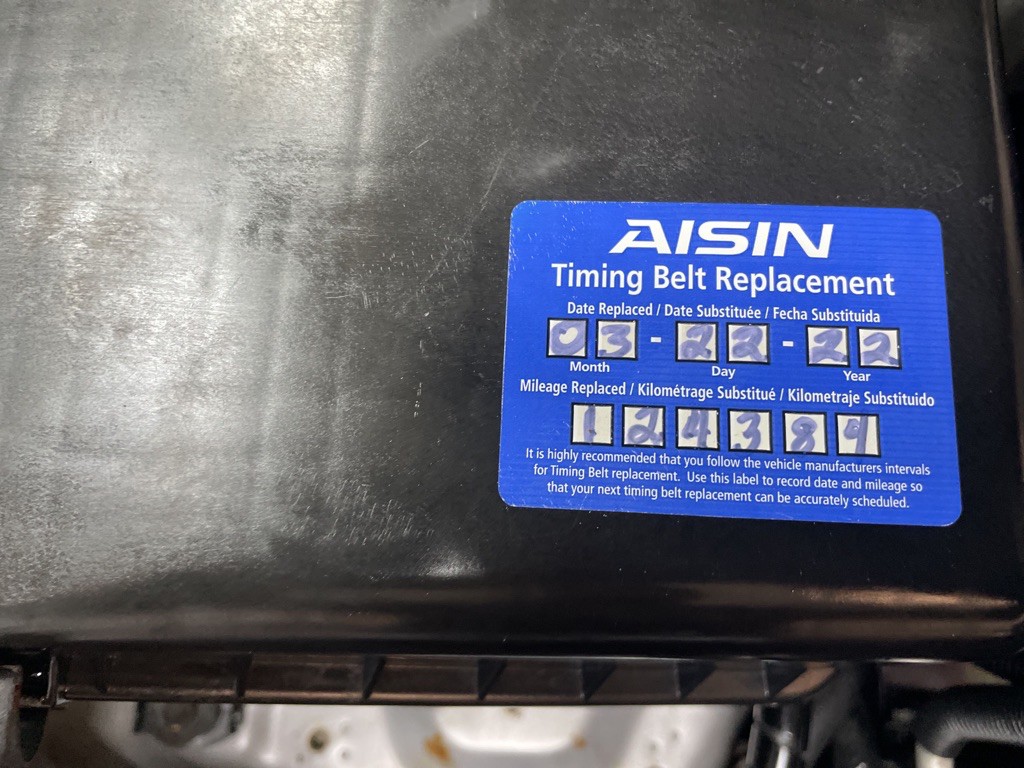 AISIN
Timing Belt Replacement
Date Replaced / Date Substituée / Fecha Substituida
03 - 22 - 22
Month Day Year
Mileage Replaced / Kilométrage Substitué / Kilometraje Substituido
124389
It is highly recommended that you follow the vehicle manufacturers intervals
for Timing Belt replacement. Use this label to record date and mileage so
that your next timing belt replacement can be accurately scheduled.